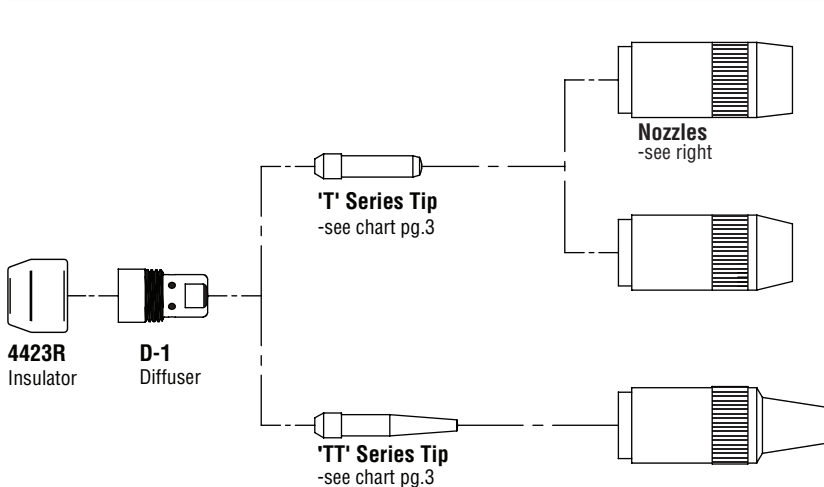 Nozzles
-see right
'T' Series Tip
-see chart pg.3
4423R
Insulator
D-1
Diffuser
'TT' Series Tip
-see chart pg.3